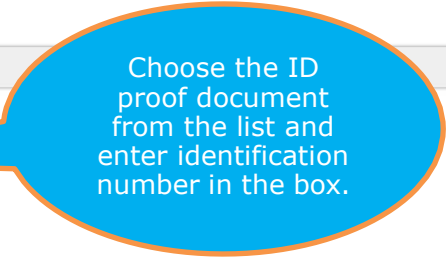 Choose the ID
proof document
from the list and
enter identification
number in the box.